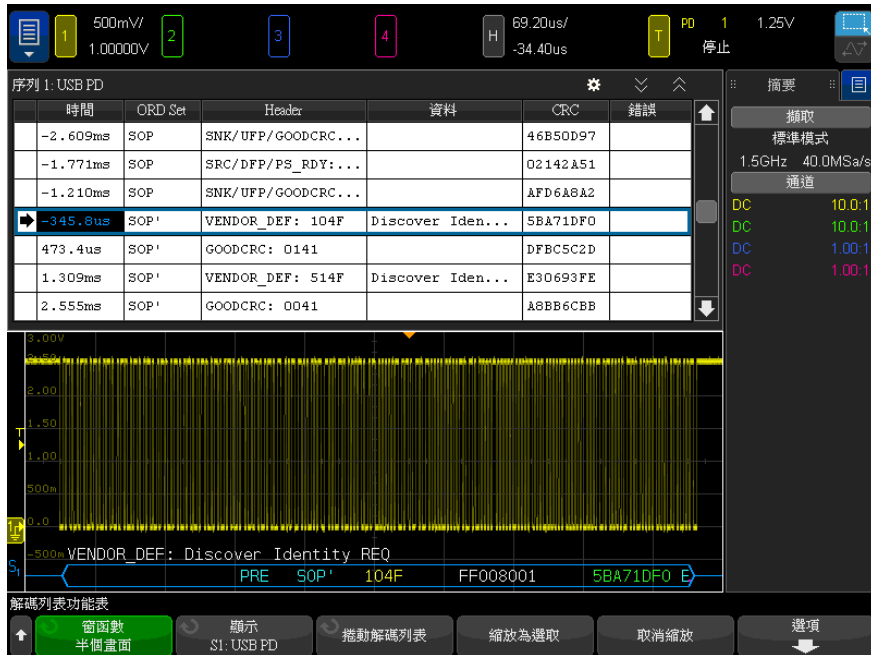 1 500mV/ 1.00000V 2 3 4 H 69.20us/ -34.40us T PD 1 1.25V 停止
序列 1: USB PD
時間 ORD Set Header 資料 CRC 錯誤
-2.609ms SOP SNK/UFP/GOODCRC... 46B50D97
-1.771ms SOP SRC/DFP/PS_RDY:... 02142A51
-1.210ms SOP SNK/UFP/GOODCRC... AFD6A8A2
-345.8us SOP' VENDOR_DEF: 104F Discover Iden... 5BA71DF0
473.4us SOP' GOODCRC: 0141 DFBC5C2D
1.309ms SOP' VENDOR_DEF: 514F Discover Iden... E30693FE
2.555ms SOP' GOODCRC: 0041 A8BB6CBB
摘要
擷取
標準模式
1.5GHz 40.0MSa/s
通道
DC 10.0:1
DC 10.0:1
DC 1.00:1
DC 1.00:1
3.00V
2.00
T 1.50
1.00
500m
0.0
-500m
VENDOR_DEF: Discover Identity REQ
S1 PRE SOP' 104F FF008001 5BA71DF0 E
解碼列表功能表
窗函數
半個畫面
顯示
S1: USB PD
捲動解碼列表
縮放為選取
取消縮放
選項